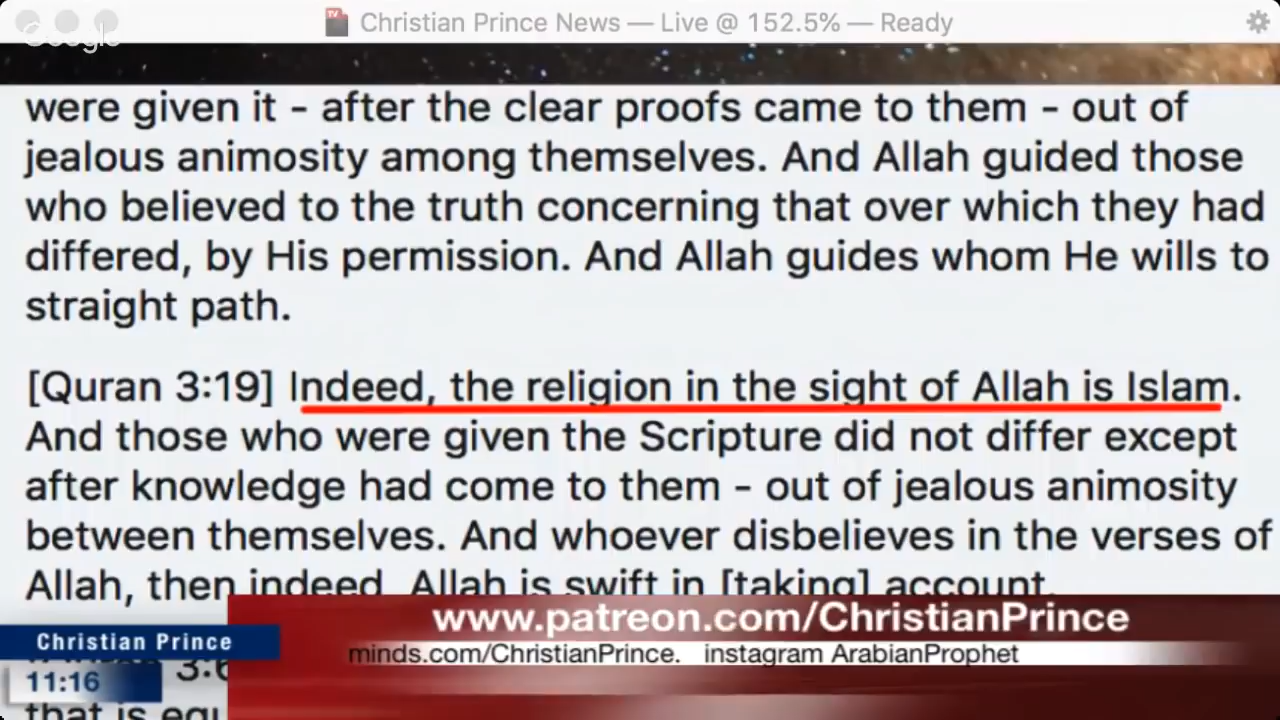 Christian Prince News — Live @ 152.5% — Ready
Google
were given it - after the clear proofs came to them - out of
jealous animosity among themselves. And Allah guided those
who believed to the truth concerning that over which they had
differed, by His permission. And Allah guides whom He wills to
straight path.
[Quran 3:19] Indeed, the religion in the sight of Allah is Islam.
And those who were given the Scripture did not differ except
after knowledge had come to them - out of jealous animosity
between themselves. And whoever disbelieves in the verses of
Allah, then indeed, Allah is swift in [taking] account.
www.patreon.com/ChristianPrince
Christian Prince
minds.com/ChristianPrince. instagram ArabianProphet
11:16
that is